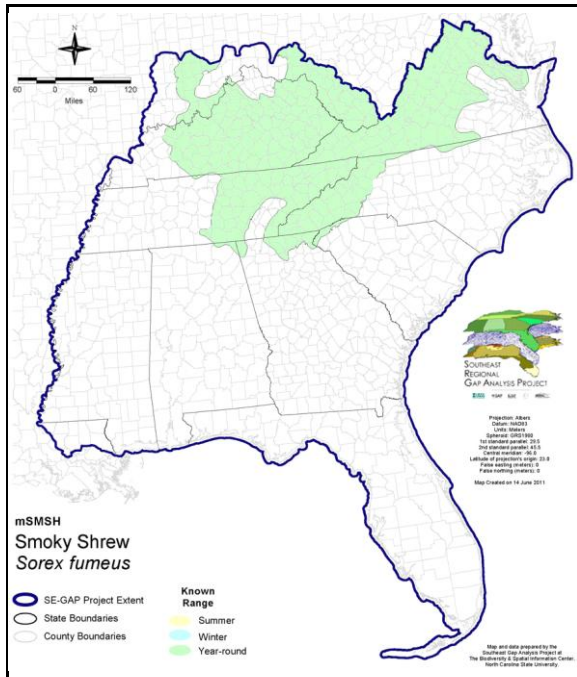 N
60 0 60 120
Miles
SOUTHEAST
REGIONAL
GAP ANALYSIS PROJECT
Projection: Albers
Datum: NAD83
Units: Meters
Spheroid: GRS1980
1st standard parallel: 29.5
2nd standard parallel: 45.5
Central meridian: -96.0
Latitude of projection's origin: 23.0
False easting (meters): 0
False northing (meters): 0
Map Created on 14 June 2011
mSMSH
Smoky Shrew
Sorex fumeus
SE-GAP Project Extent
State Boundaries
County Boundaries
Known
Range
Summer
Winter
Year-round
Map and data prepared by the
Southeast Gap Analysis Project at
The Biodiversity & Spatial Information Center,
North Carolina State University.